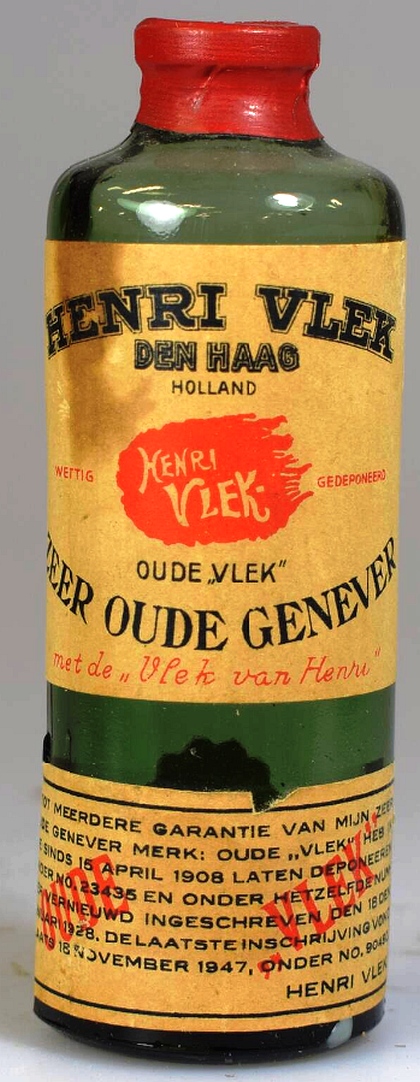 HENRI VLEK
DEN HAAG
HOLLAND
WETTIG HENRI GEDEPONEERD
VLEK
OUDE „VLEK"
ZEER OUDE GENEVER
met de „Vlek van Henri"
TOT MEERDERE GARANTIE VAN MIJN ZEER
GENEVER MERK: OUDE „VLEK" HEB
SINDS 15 APRIL 1908 LATEN DEPONEEREN
NO. 23435 EN ONDER HETZELFDE
VERNIEUWD INGESCHREVEN DEN 18
1928. DE LAATSTE INSCHRIJVING
18 NOVEMBER 1947, ONDER NO.
HENRI VLEK
OUDE „VLEK"